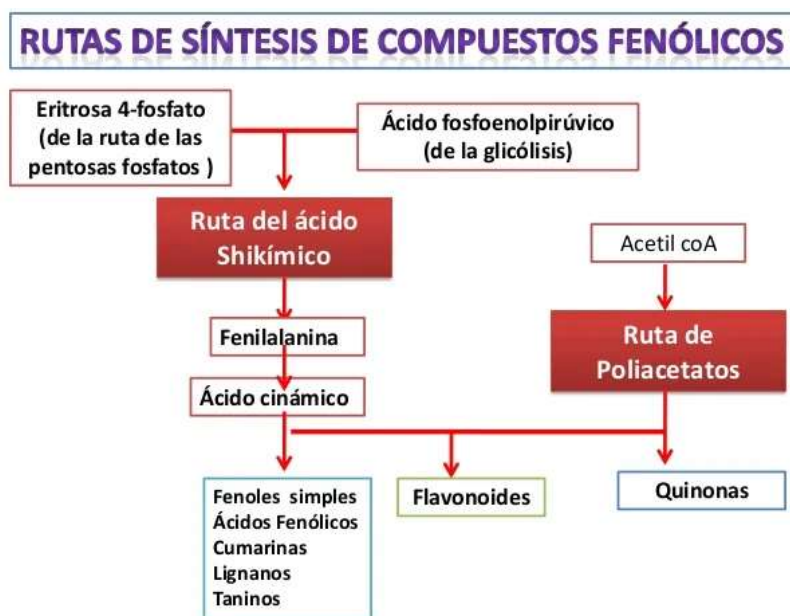 RUTAS DE SÍNTESIS DE COMPUESTOS FENÓLICOS
Eritrosa 4-fosfato
(de la ruta de las
pentosas fosfatos )
Ácido fosfoenolpirúvico
(de la glicólisis)
Ruta del ácido
Shikímico
Acetil coA
Fenilalanina
Ruta de
Poliacetatos
Ácido cinámico
Fenoles simples
Ácidos Fenólicos
Cumarinas
Lignanos
Taninos
Flavonoides
Quinonas